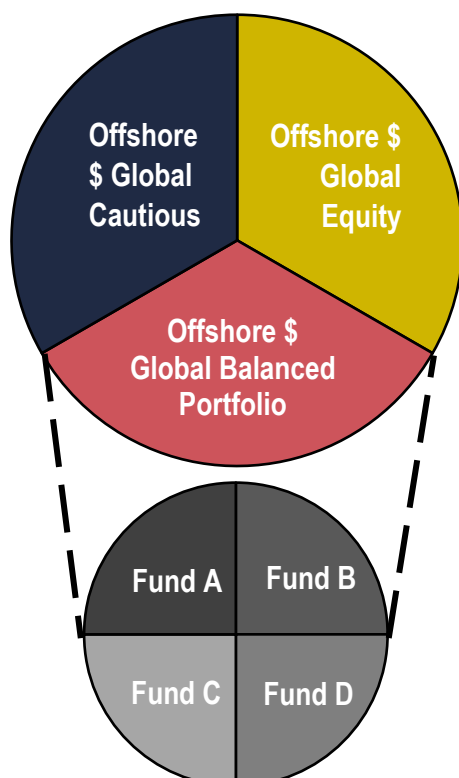 Offshore
$ Global
Cautious
Offshore $
Global
Equity
Offshore $
Global Balanced
Portfolio
Fund A
Fund B
Fund C
Fund D